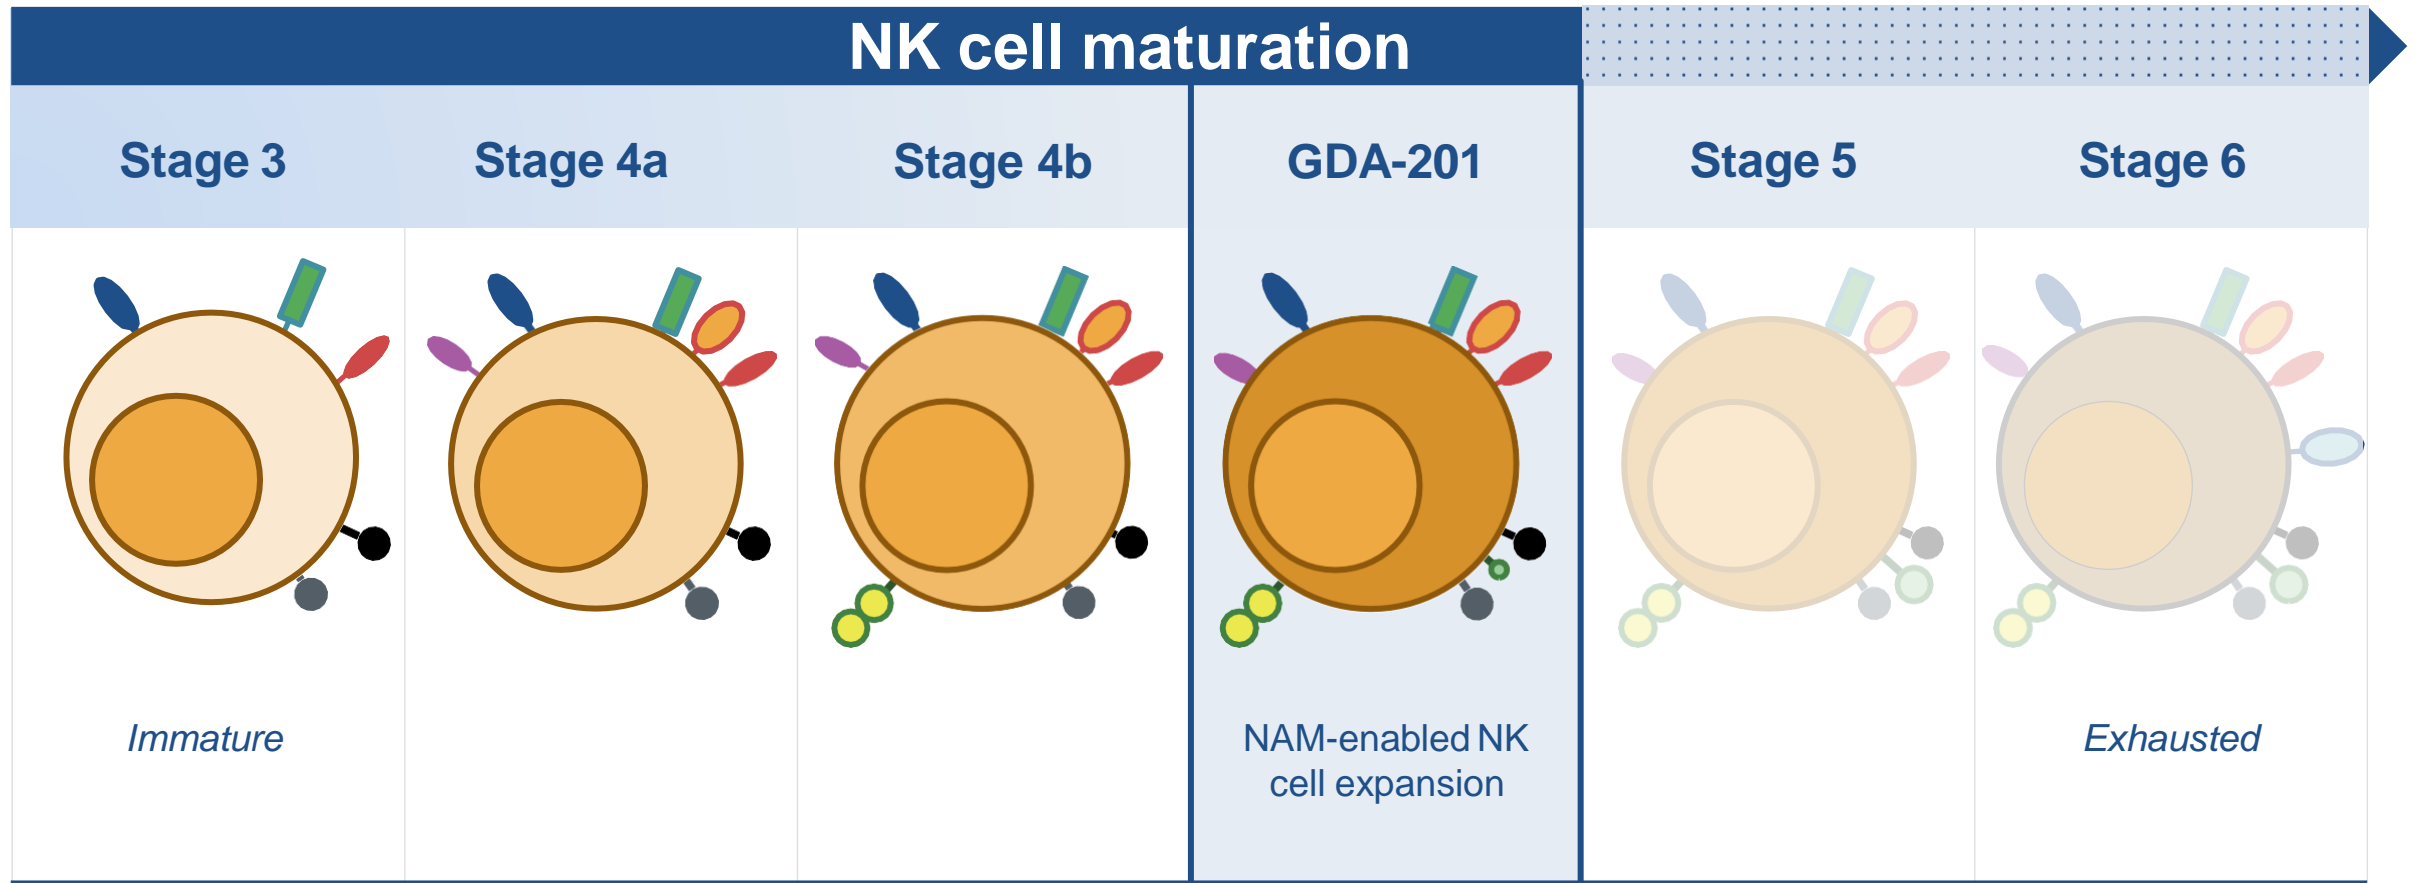 NK cell maturation
Stage 3
Stage 4a
Stage 4b
GDA-201
Stage 5
Stage 6
Immature
NAM-enabled NK
cell expansion
Exhausted